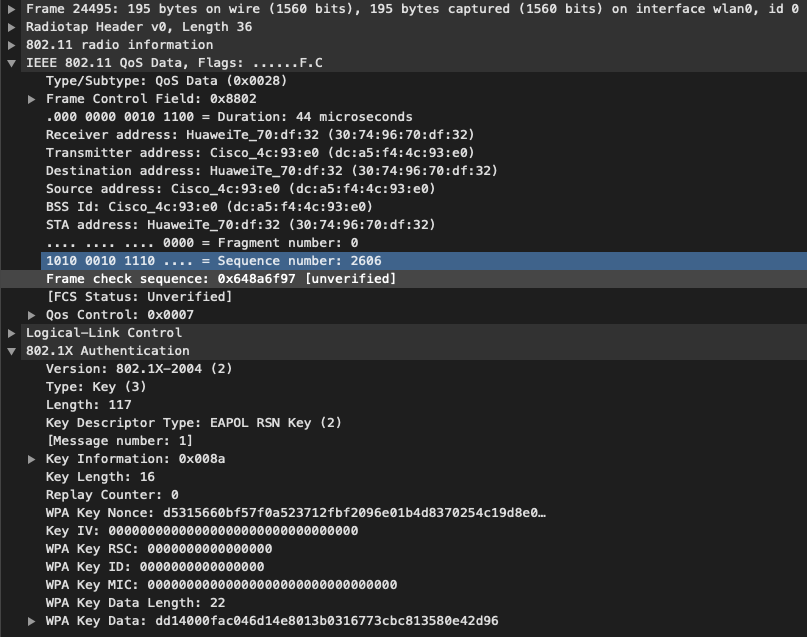 Frame 24495: 195 bytes on wire (1560 bits), 195 bytes captured (1560 bits) on interface wlan0, id 0
Radiotap Header v0, Length 36
802.11 radio information
IEEE 802.11 QoS Data, Flags: ......F.C
Type/Subtype: QoS Data (0x0028)
Frame Control Field: 0x8802
.000 0000 0010 1100 = Duration: 44 microseconds
Receiver address: HuaweiTe_70:df:32 (30:74:96:70:df:32)
Transmitter address: Cisco_4c:93:e0 (dc:a5:f4:4c:93:e0)
Destination address: HuaweiTe_70:df:32 (30:74:96:70:df:32)
Source address: Cisco_4c:93:e0 (dc:a5:f4:4c:93:e0)
BSS Id: Cisco_4c:93:e0 (dc:a5:f4:4c:93:e0)
STA address: HuaweiTe_70:df:32 (30:74:96:70:df:32)
.... .... .... 0000 = Fragment number: 0
1010 0010 1110 .... = Sequence number: 2606
Frame check sequence: 0x648a6f97 [unverified]
[FCS Status: Unverified]
Qos Control: 0x0007
Logical-Link Control
802.1X Authentication
Version: 802.1X-2004 (2)
Type: Key (3)
Length: 117
Key Descriptor Type: EAPOL RSN Key (2)
[Message number: 1]
Key Information: 0x008a
Key Length: 16
Replay Counter: 0
WPA Key Nonce: d5315660bf57f0a523712fbf2096e01b4d8370254c19d8e0…
Key IV: 00000000000000000000000000000000
WPA Key RSC: 0000000000000000
WPA Key ID: 0000000000000000
WPA Key MIC: 00000000000000000000000000000000
WPA Key Data Length: 22
WPA Key Data: dd14000fac046d14e8013b0316773cbc813580e42d96